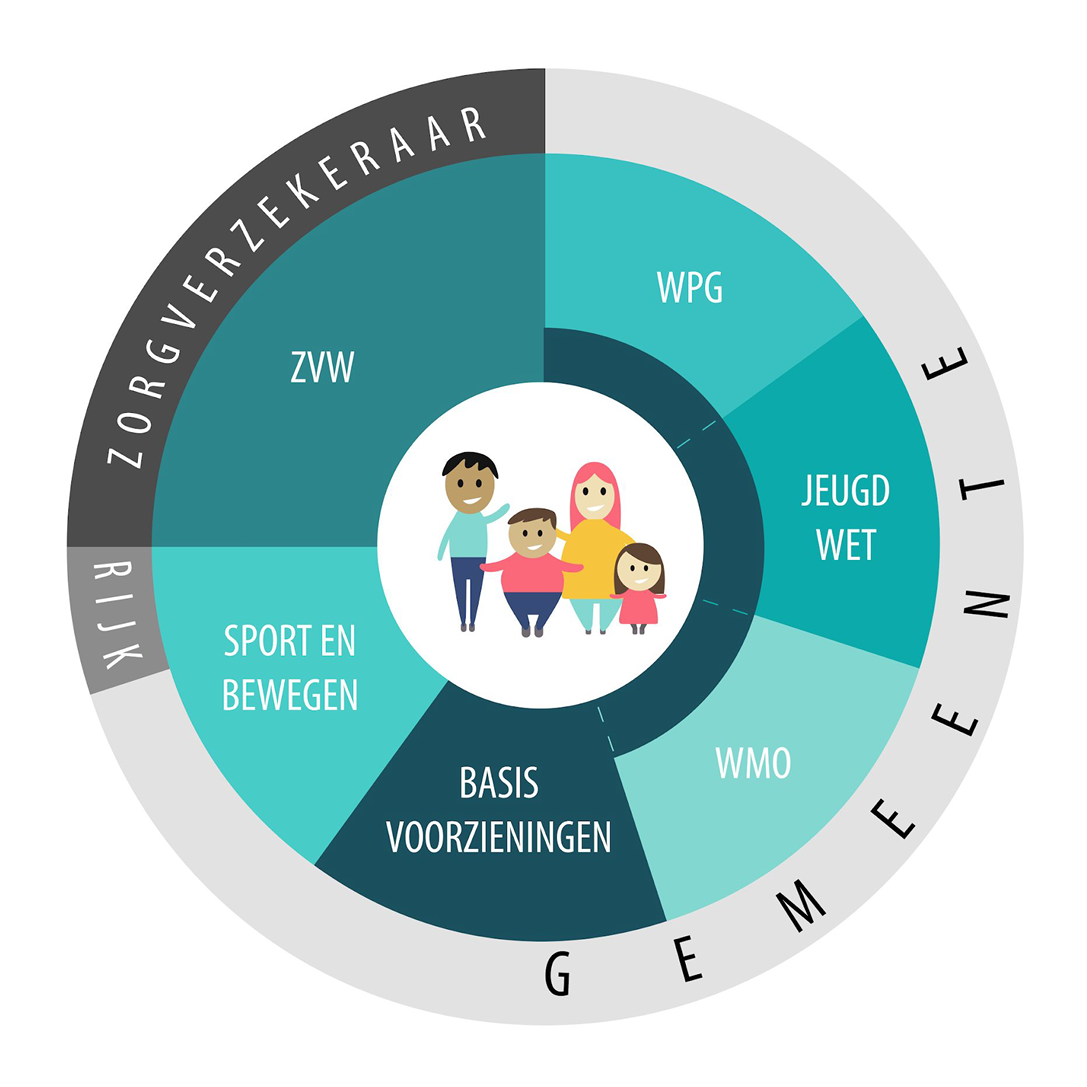 ZORGVERZEKERAAR
ZVW
WPG
JEUGD
WET
RIJK
SPORT EN
BEWEGEN
BASIS
VOORZIENINGEN
WMO
GEMEENTE